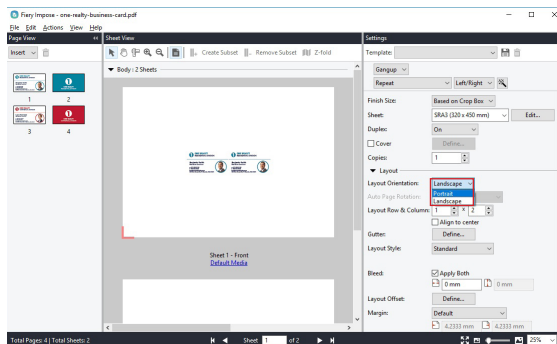 Fiery Impose - one-realty-business-card.pdf
File Edit Actions View Help
Page View
Sheet View
Settings
Insert
Create Subset
Remove Subset
Z-fold
Template:
Body : 2 Sheets
Gangup
Repeat
Left/Right
1
2
3
4
Finish Size:
Based on Crop Box
Sheet:
SRA3 (320 x 450 mm)
Edit...
Duplex:
On
Cover
Define...
Copies:
1
Layout
Layout Orientation:
Landscape
Portrait
Landscape
Auto Page Rotation:
Layout Row & Column:
1 x 2
Align to center
Gutter:
Define...
Layout Style:
Standard
Sheet 1 - Front
Default Media
Bleed:
Apply Both
0 mm
0 mm
Layout Offset:
Define...
Margin:
Default
4.2333 mm
4.2333 mm
Total Pages: 4 | Total Sheets: 2
Sheet 1 of 2
25%